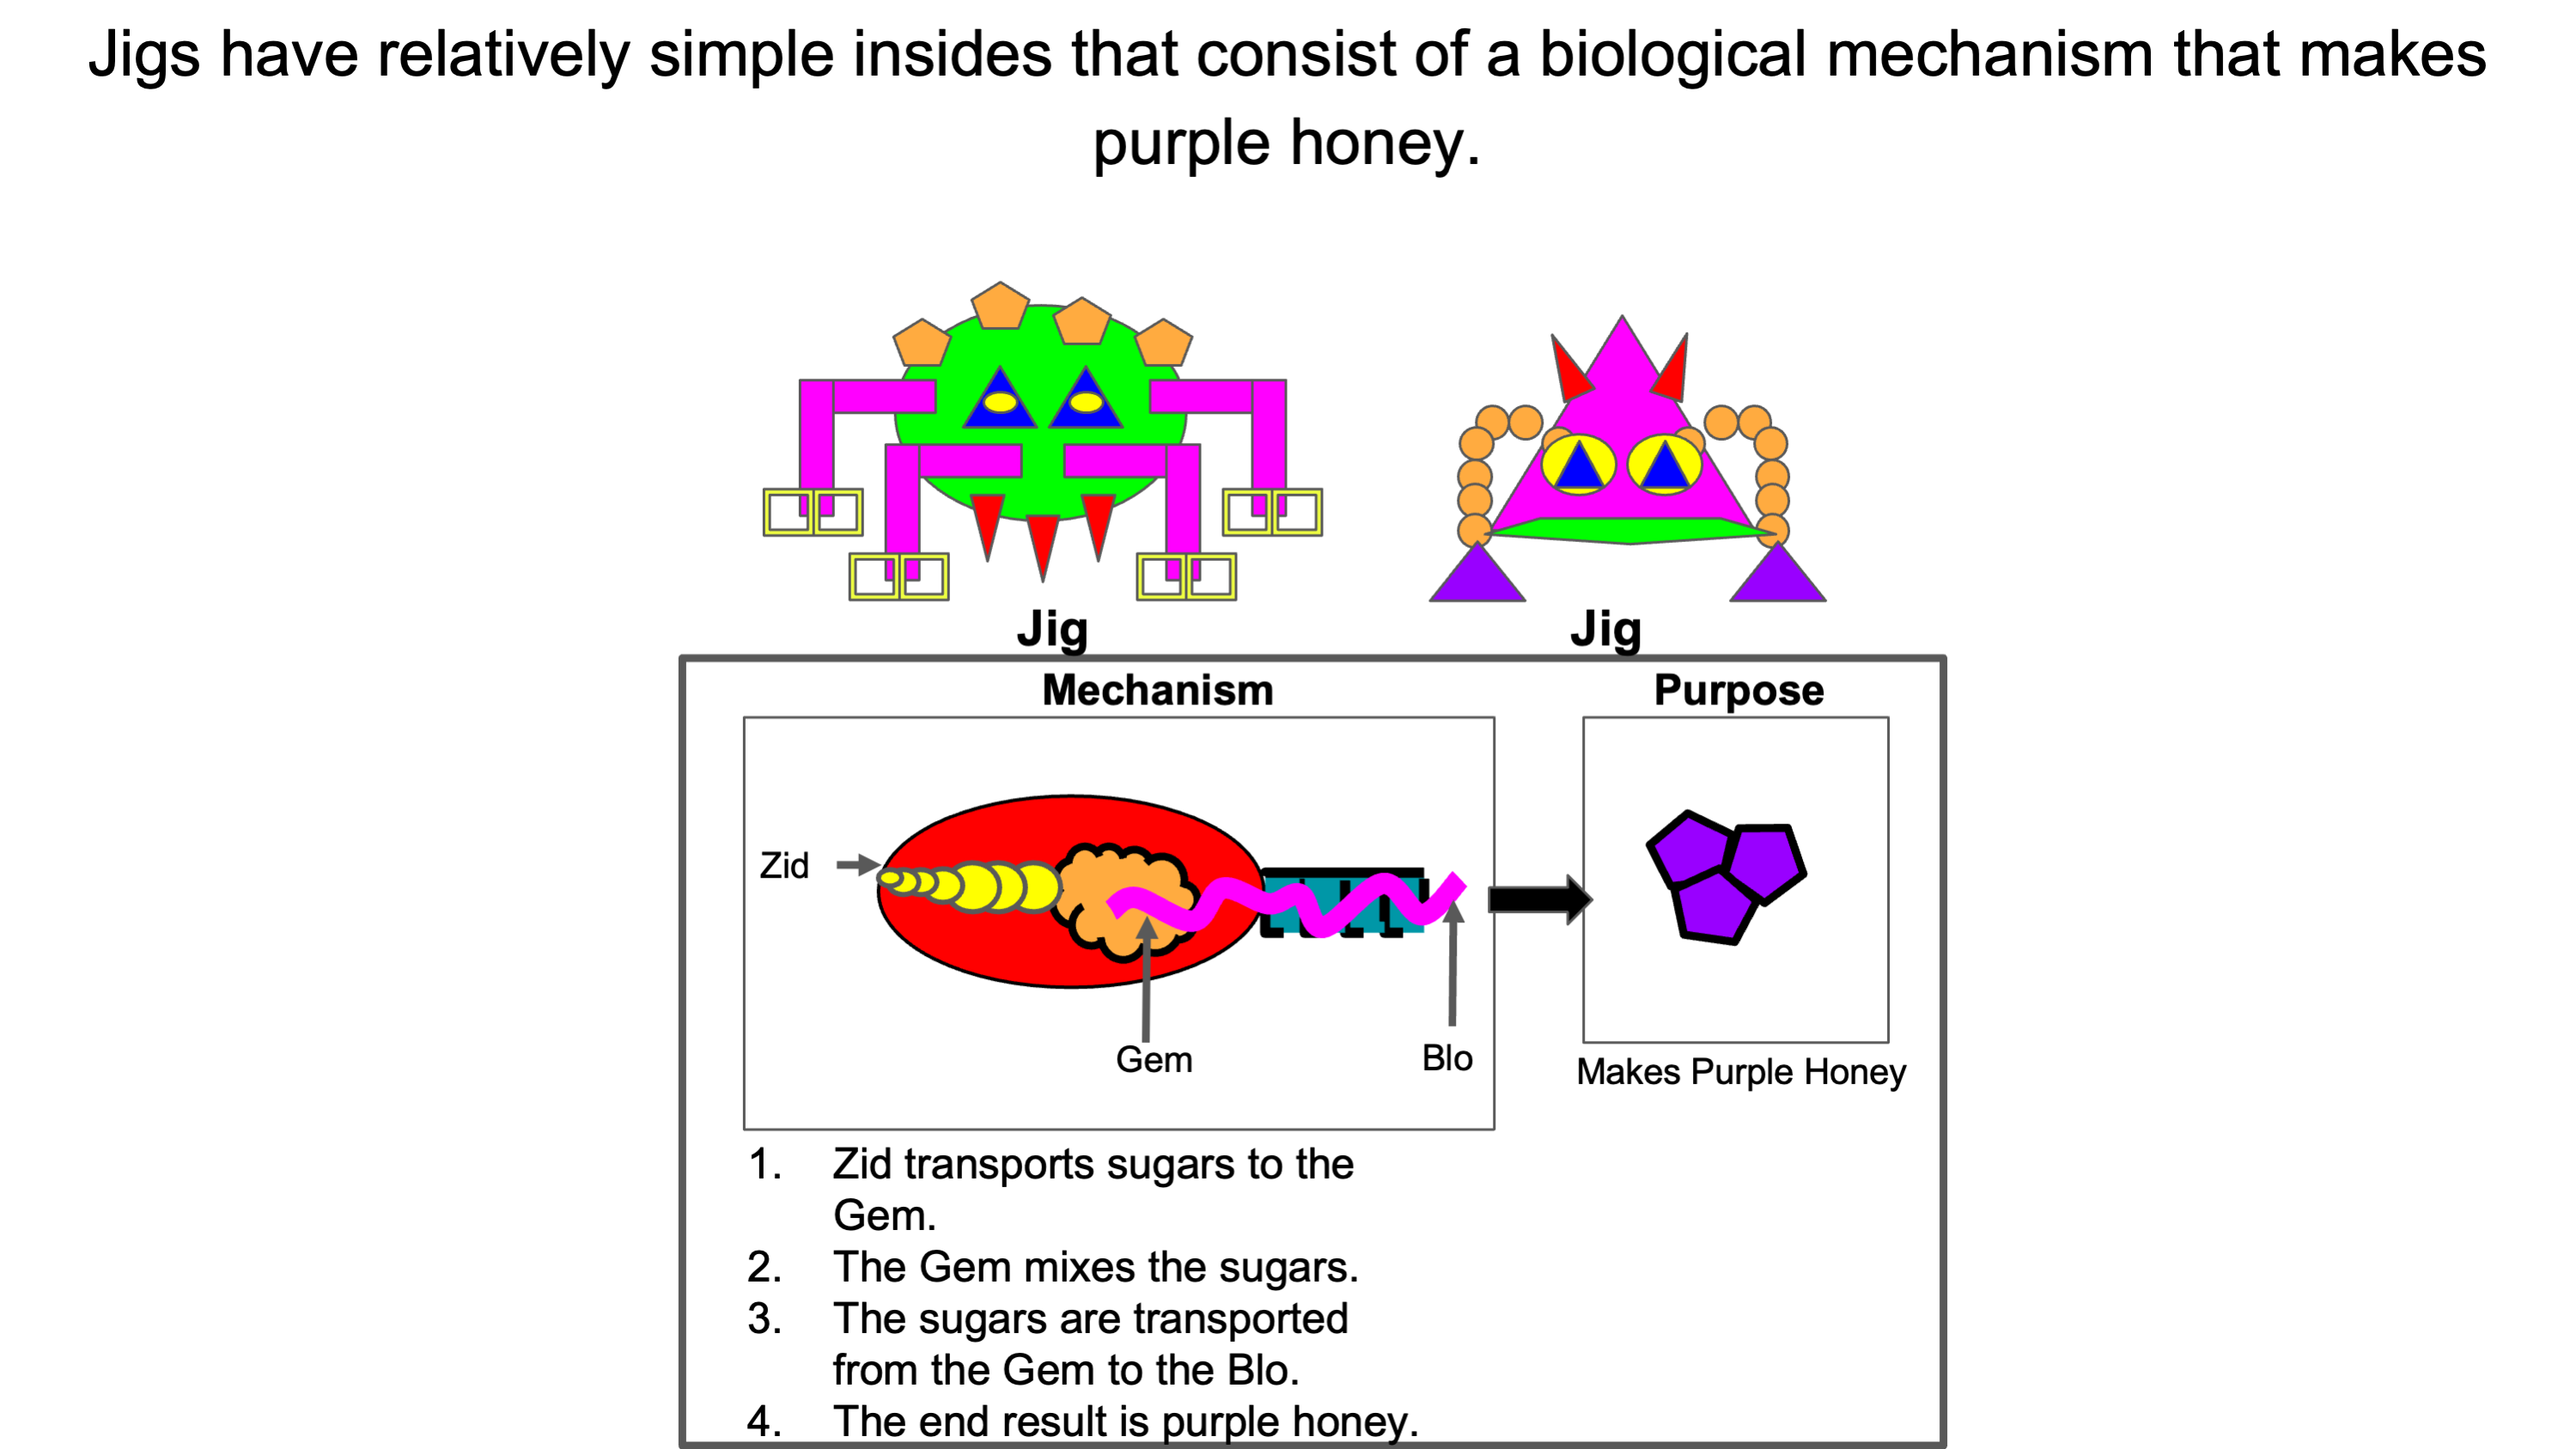 Jigs have relatively simple insides that consist of a biological mechanism that makes
purple honey.
Jig
Jig
Mechanism
Purpose
Zid
Gem
Blo
Makes Purple Honey
1. Zid transports sugars to the
Gem.
2. The Gem mixes the sugars.
3. The sugars are transported
from the Gem to the Blo.
4. The end result is purple honey.